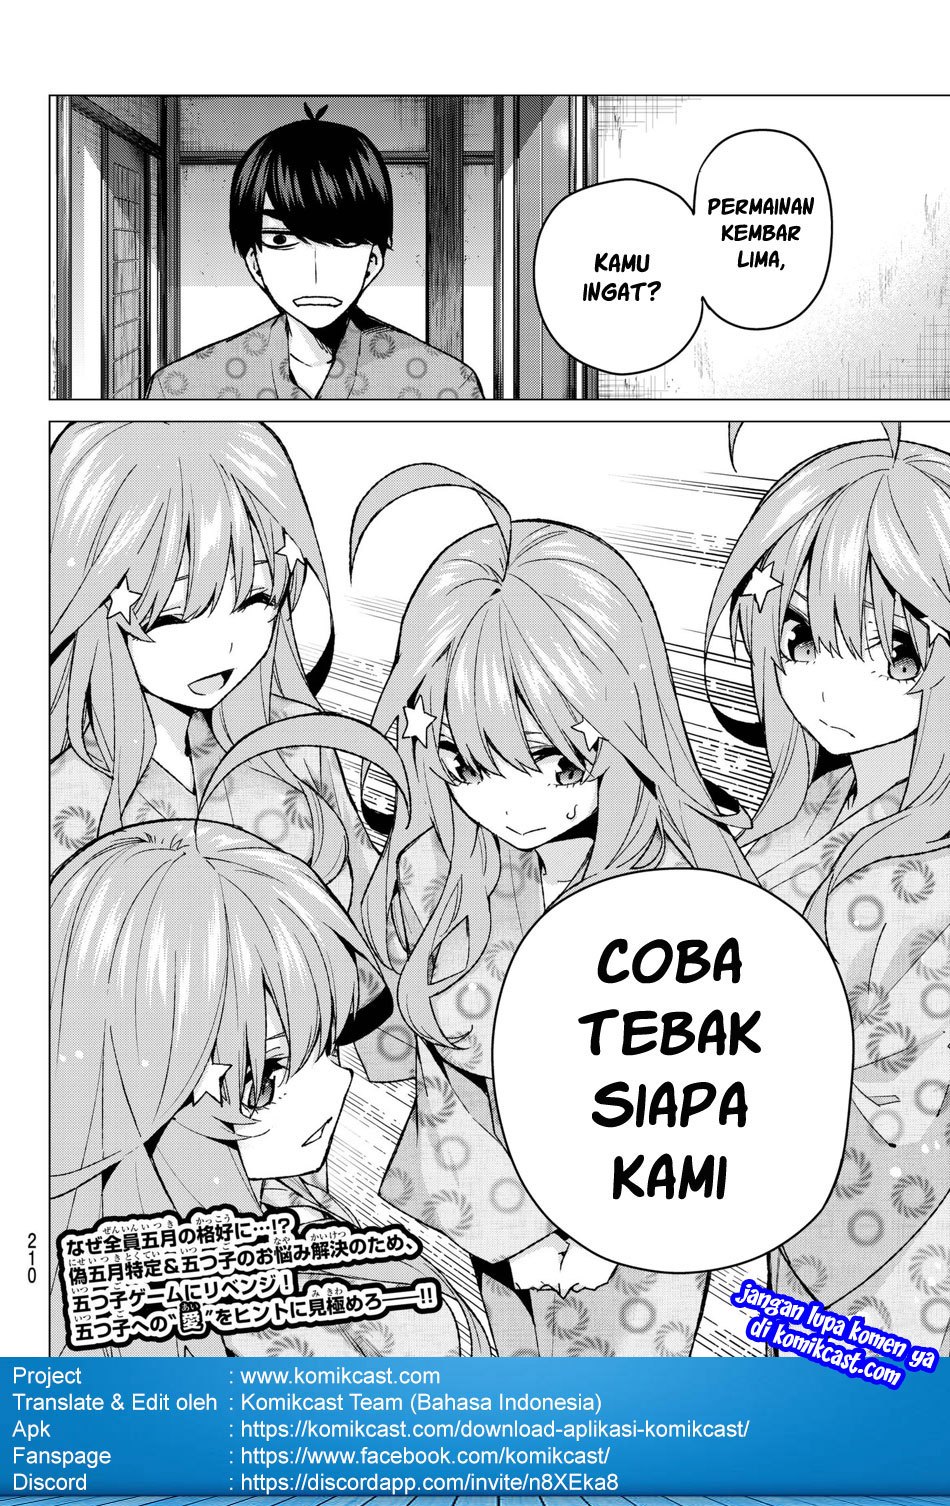 PERMAINAN
KEMBAR
LIMA,
KAMU
INGAT?
COBA
TEBAK
SIAPA
KAMI
なぜ全員五月の格好に…!?
偽五月特定&五つ子のお悩み解決のため、
五つ子ゲームにリベンジ!
五つ子への"愛"をヒントに見極めろ――!!
210
jangan lupa komen ya
di komikcast.com
Project : www.komikcast.com
Translate & Edit oleh : Komikcast Team (Bahasa Indonesia)
Apk : https://komikcast.com/download-aplikasi-komikcast/
Fanspage : https://www.facebook.com/komikcast/
Discord : https://discordapp.com/invite/n8XEka8